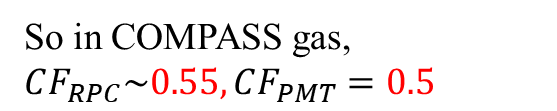 So in COMPASS gas,
CF_RPC~0.55, CF_PMT = 0.5